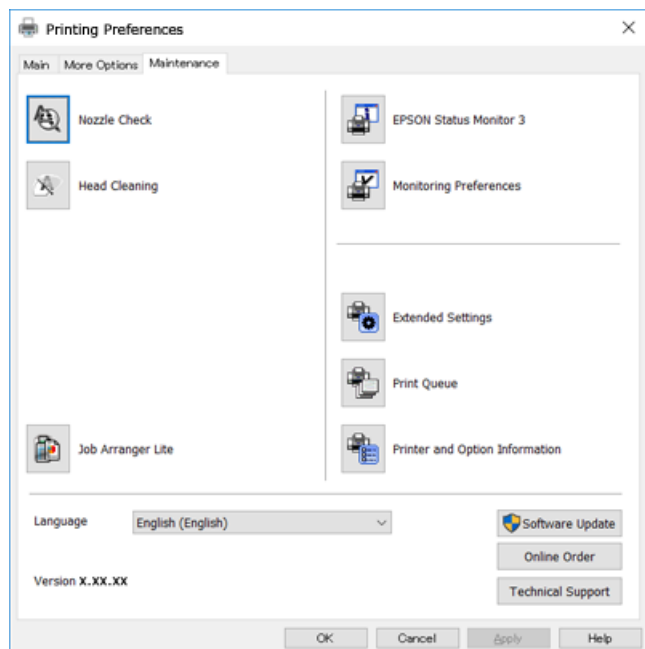 Printing Preferences
Main More Options Maintenance
Nozzle Check
Head Cleaning
Job Arranger Lite
EPSON Status Monitor 3
Monitoring Preferences
Extended Settings
Print Queue
Printer and Option Information
Language English (English)
Version X.XX.XX
Software Update
Online Order
Technical Support
OK Cancel Apply Help